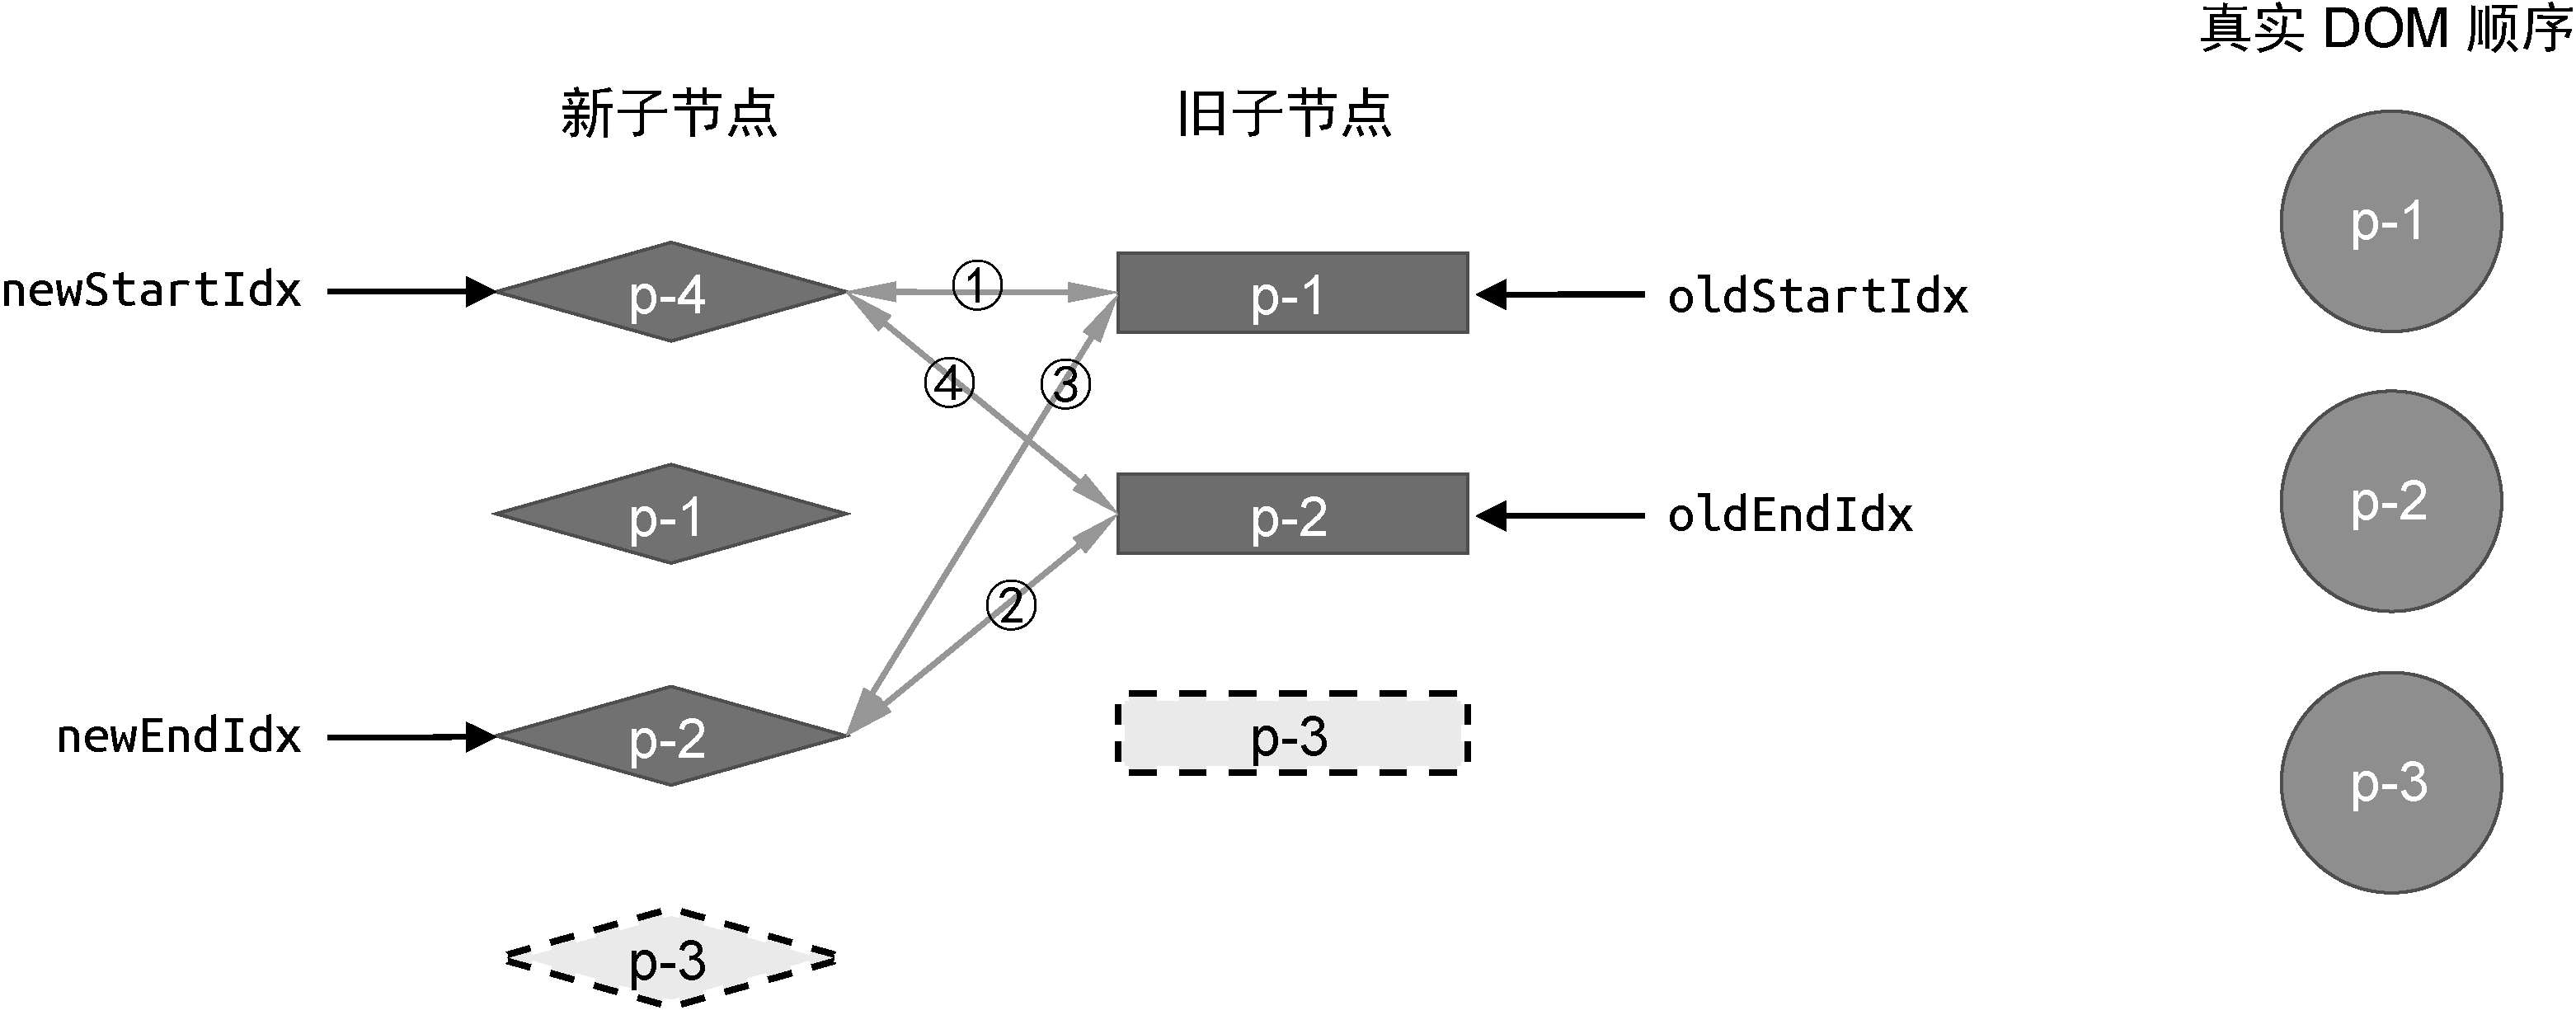 真实 DOM 顺序
新子节点
旧子节点
p-1
newStartIdx
p-4
①
p-1
oldStartIdx
④
③
p-2
p-1
p-2
oldEndIdx
②
newEndIdx
p-2
p-3
p-3
p-3